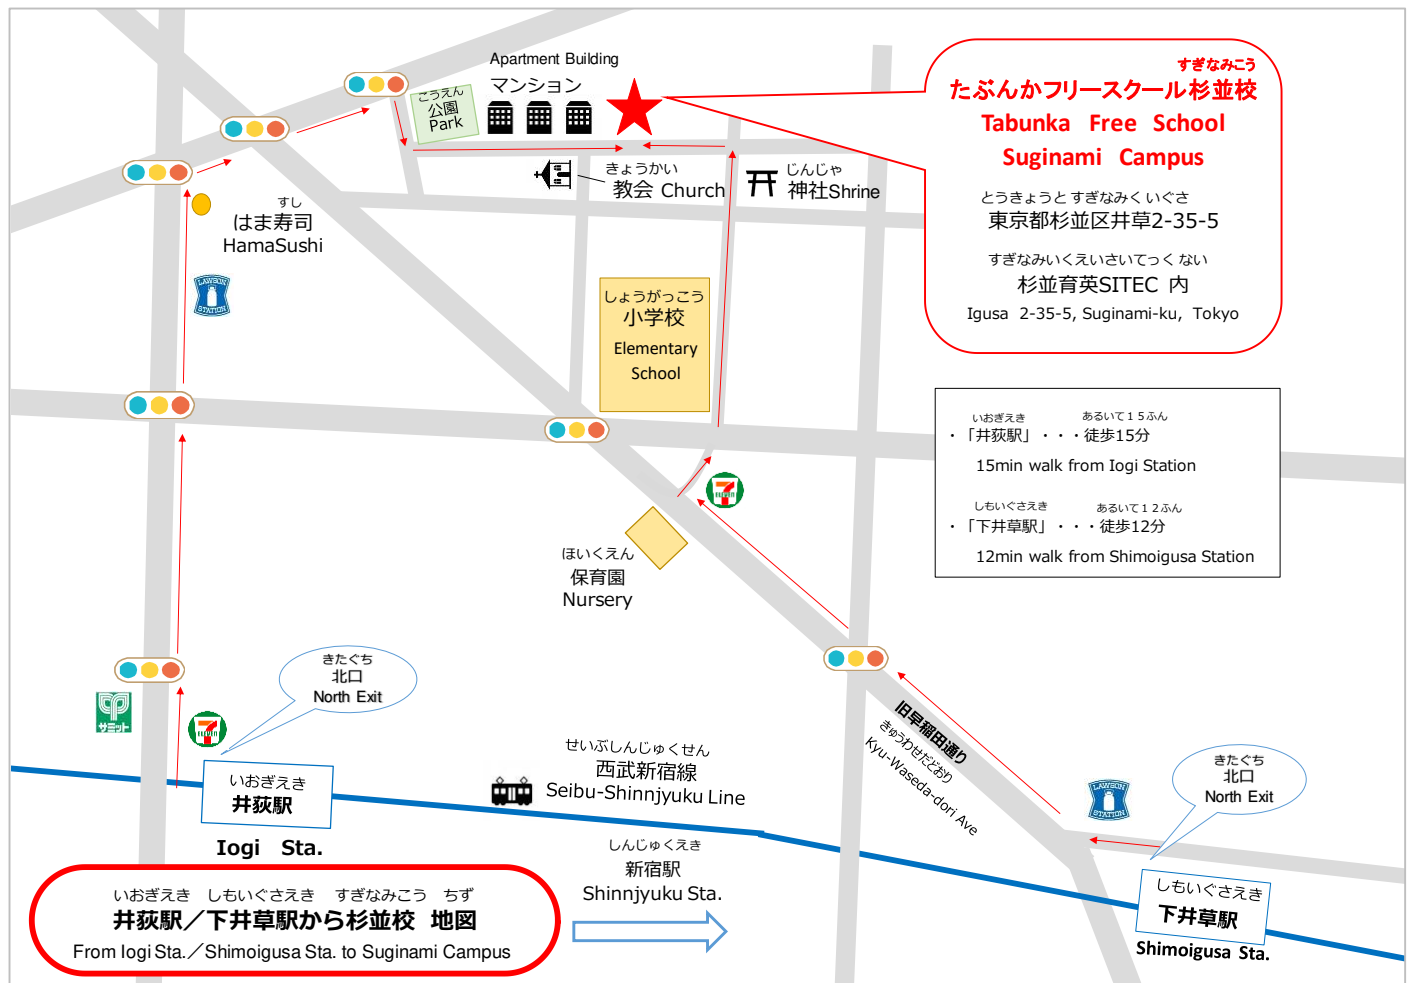 Apartment Building
マンション
こうえん
公園
Park
すぎなみこう
たぶんかフリースクール杉並校
Tabunka Free School
Suginami Campus
とうきょうと すぎなみく いぐさ
東京都杉並区井草2-35-5
すぎなみいくえいさいてっく ない
杉並育英SITEC 内
Igusa 2-35-5, Suginami-ku, Tokyo
きょうかい
教会 Church
じんじゃ
神社Shrine
すし
はま寿司
HamaSushi
LAWSON
STATION
しょうがっこう
小学校
Elementary
School
いおぎえき あるいて15ふん
・「井荻駅」・・・徒歩15分
15min walk from Iogi Station
しもいぐさえき あるいて12ふん
・「下井草駅」・・・徒歩12分
12min walk from Shimoigusa Station
7 ELEVEN
ほいくえん
保育園
Nursery
きたぐち
北口
North Exit
サミット
7 ELEVEN
旧早稲田通り
きゅうわせだどおり
Kyu-Waseda-dori Ave
せいぶしんじゅくせん
西武新宿線
Seibu-Shinnjyuku Line
きたぐち
北口
North Exit
LAWSON
STATION
いおぎえき
井荻駅
Iogi Sta.
しんじゅくえき
新宿駅
Shinnjyuku Sta.
しもいぐさえき
下井草駅
Shimoigusa Sta.
いおぎえき しもいぐさえき すぎなみこう ちず
井荻駅／下井草駅から杉並校 地図
From Iogi Sta.／Shimoigusa Sta. to Suginami Campus